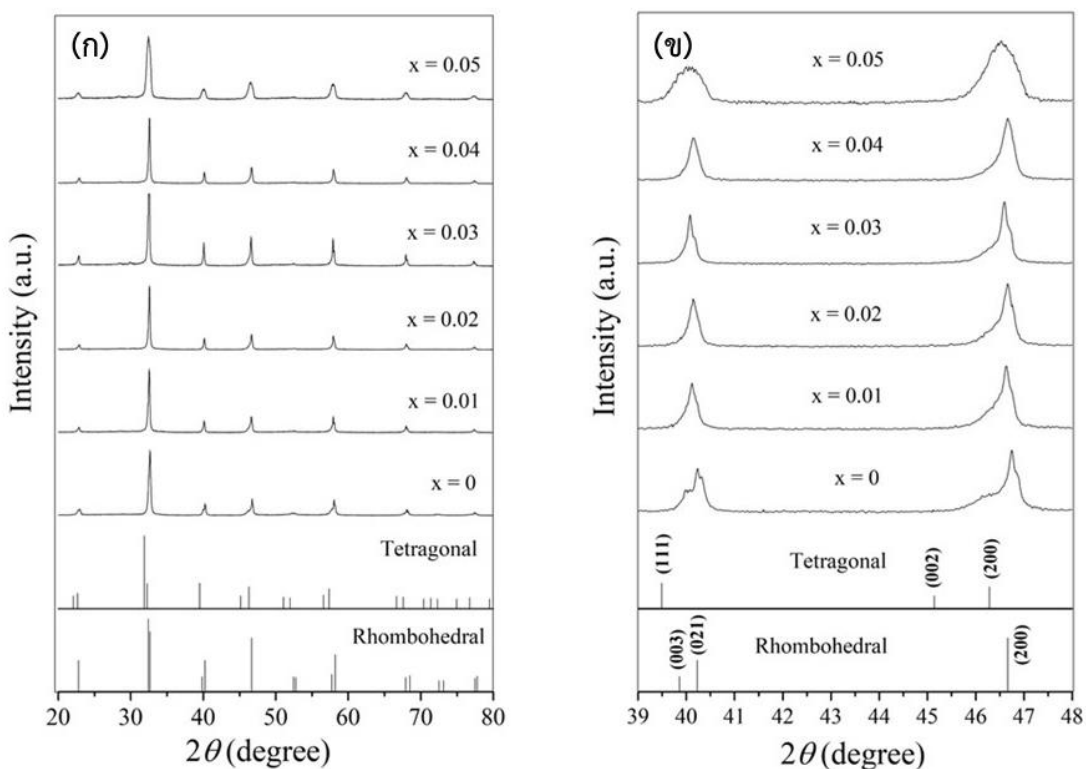 (ก)
x = 0.05
x = 0.04
x = 0.03
x = 0.02
x = 0.01
x = 0
Tetragonal
Rhombohedral
Intensity (a.u.)
20 30 40 50 60 70 80
2θ (degree)
(ข)
x = 0.05
x = 0.04
x = 0.03
x = 0.02
x = 0.01
x = 0
(111)
Tetragonal
(002)
(200)
(003)
(021)
Rhombohedral
(200)
Intensity (a.u.)
39 40 41 42 43 44 45 46 47 48
2θ (degree)